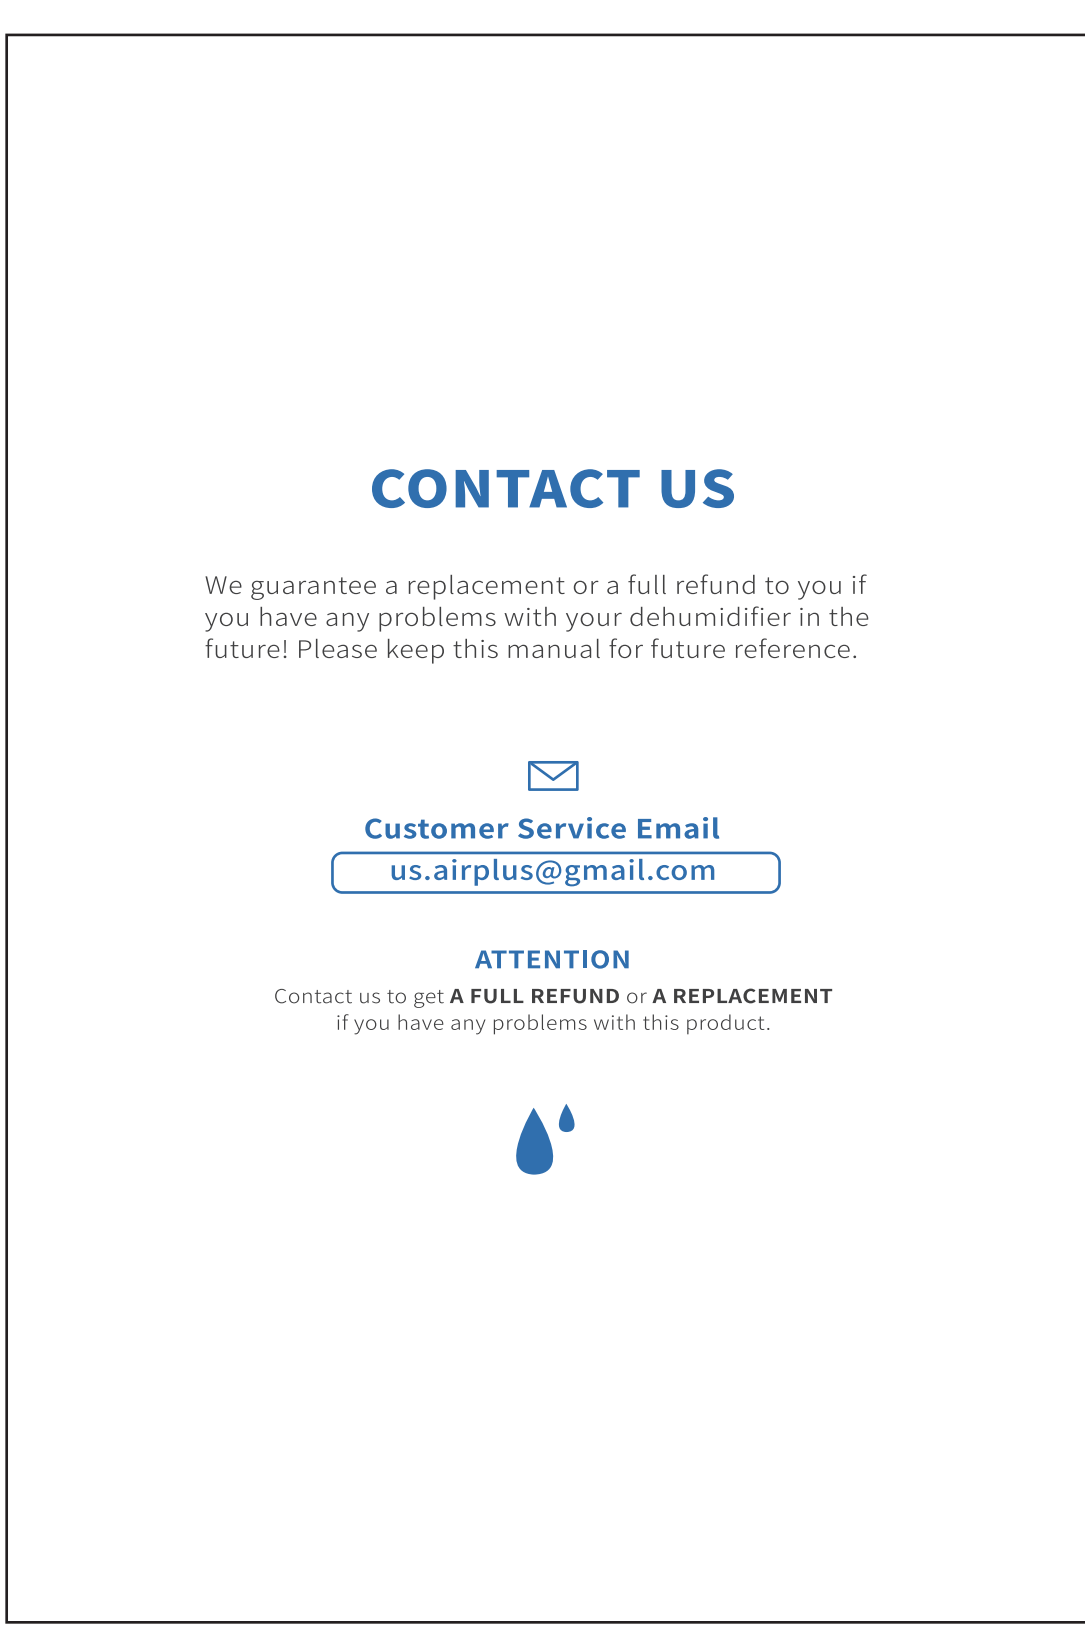 CONTACT US
We guarantee a replacement or a full refund to you if
you have any problems with your dehumidifier in the
future! Please keep this manual for future reference.
Customer Service Email
us.airplus@gmail.com
ATTENTION
Contact us to get A FULL REFUND or A REPLACEMENT
if you have any problems with this product.